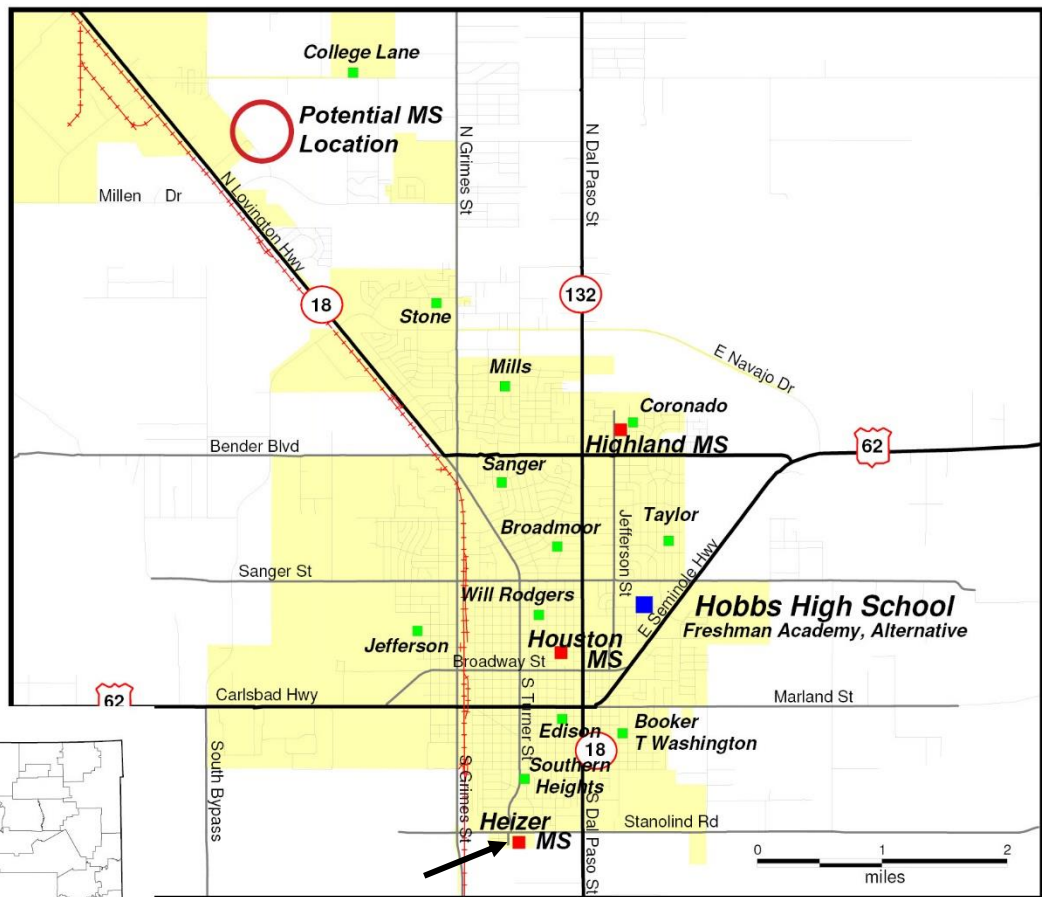 College Lane
Potential MS
Location
N Grimes St
N Dal Paso St
Millen Dr
N Lovington Hwy
18
132
Stone
E Navajo Dr
Mills
Coronado
Highland MS
62
Bender Blvd
Sanger
Jefferson St
Taylor
Broadmoor
E Seminole Hwy
Sanger St
Will Rodgers
Hobbs High School
Freshman Academy, Alternative
Jefferson
Houston
MS
Broadway St
62
Carlsbad Hwy
Marland St
S Turner St
Edison
Booker
T Washington
18
South Bypass
S Grimes St
Southern
Heights
S Dal Paso St
Heizer
MS
Stanolind Rd
0 1 2
miles